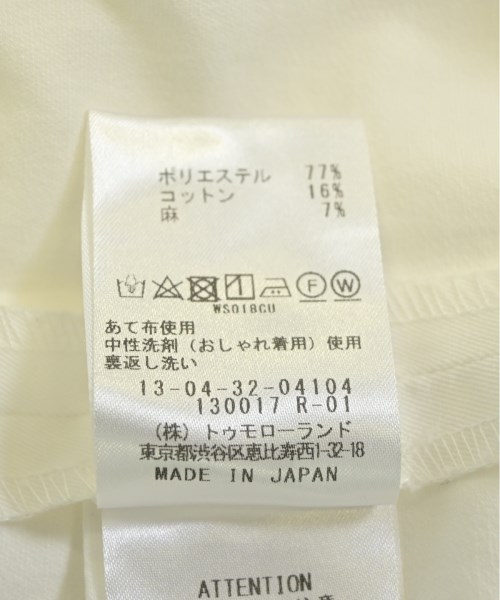 ポリエステル 77%
コットン 16%
麻 7%
F W
WS018CU
あて布使用
中性洗剤（おしゃれ着用）使用
裏返し洗い
13-04-32-04104
130017 R-01
（株）トゥモローランド
東京都渋谷区恵比寿西1-32-18
MADE IN JAPAN
ATTENTION